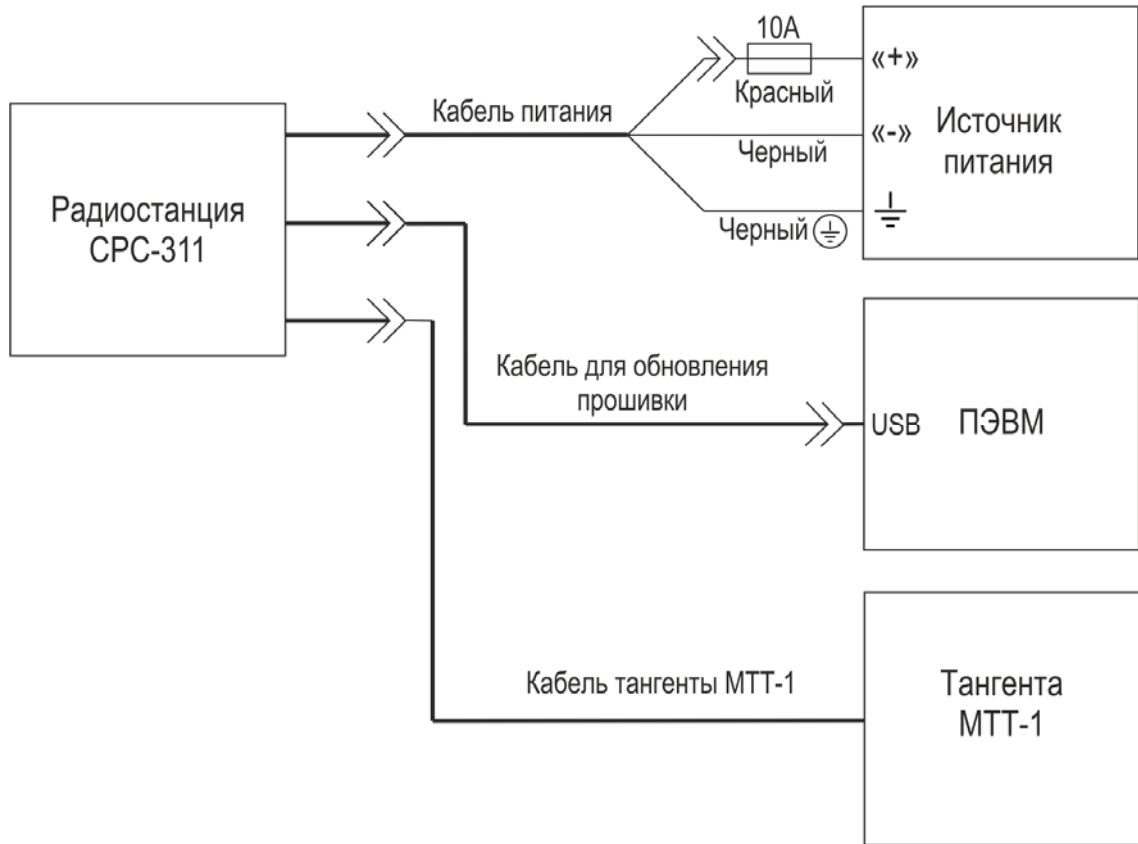 10А
«+»
Красный
Кабель питания
Источник
питания
«-»
Черный
Черный
Радиостанция
СРС-311
Кабель для обновления
прошивки
USB
ПЭВМ
Кабель тангенты МТТ-1
Тангента
МТТ-1